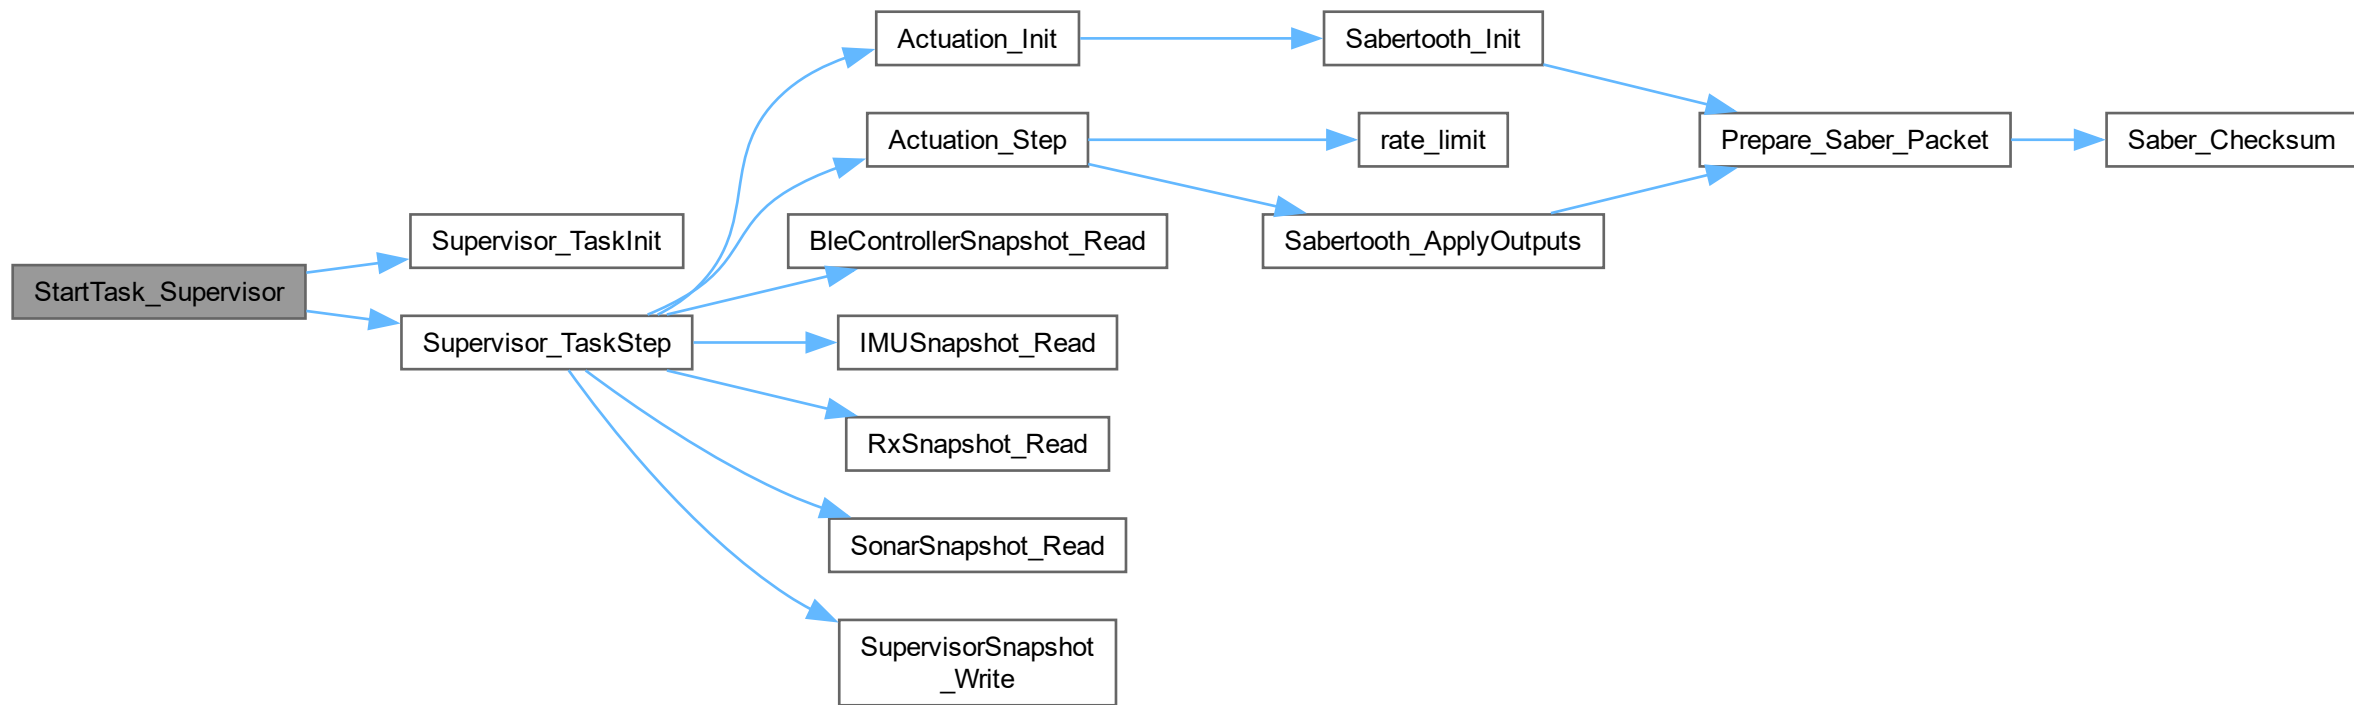 StartTask_Supervisor
Supervisor_TaskInit
Supervisor_TaskStep
Actuation_Init
Actuation_Step
BleControllerSnapshot_Read
IMUSnapshot_Read
RxSnapshot_Read
SonarSnapshot_Read
SupervisorSnapshot
_Write
Sabertooth_Init
rate_limit
Sabertooth_ApplyOutputs
Prepare_Saber_Packet
Saber_Checksum